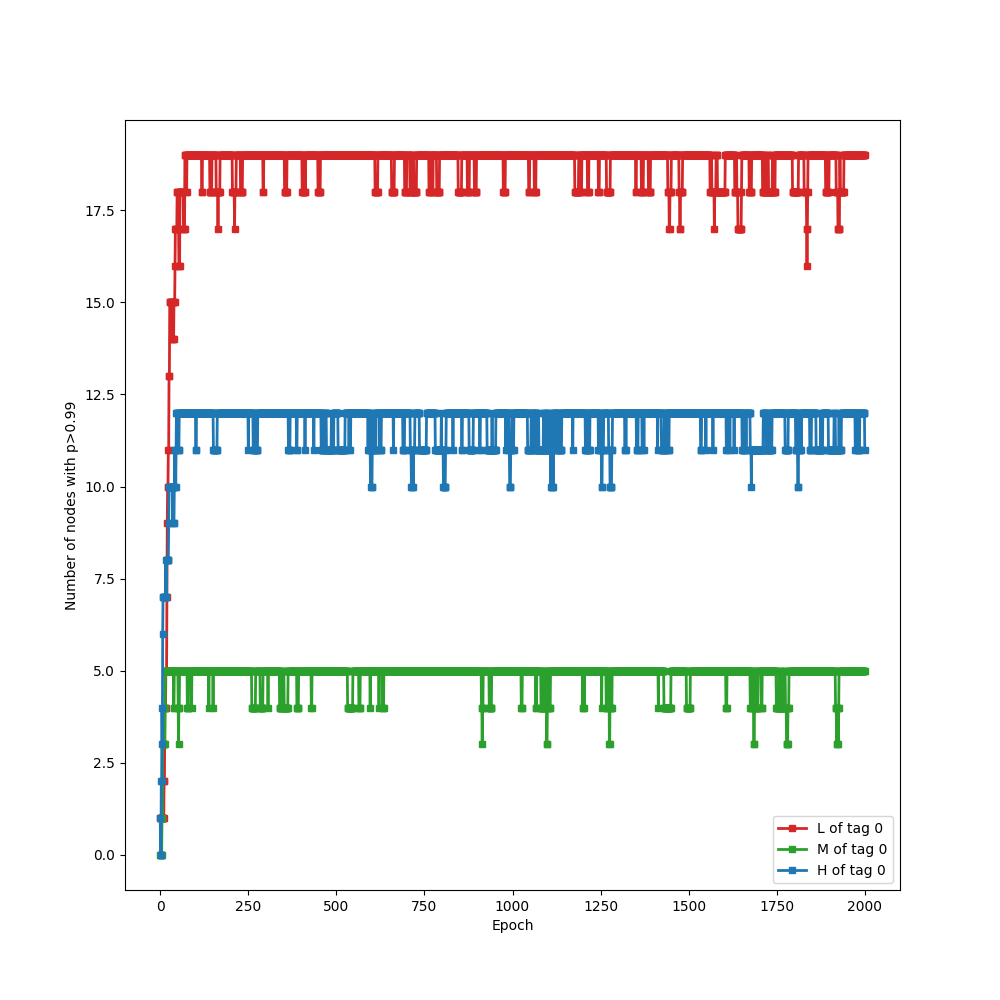 17.5
15.0
12.5
10.0
7.5
5.0
2.5
0.0
Number of nodes with p>0.99
L of tag 0
M of tag 0
H of tag 0
0 250 500 750 1000 1250 1500 1750 2000
Epoch